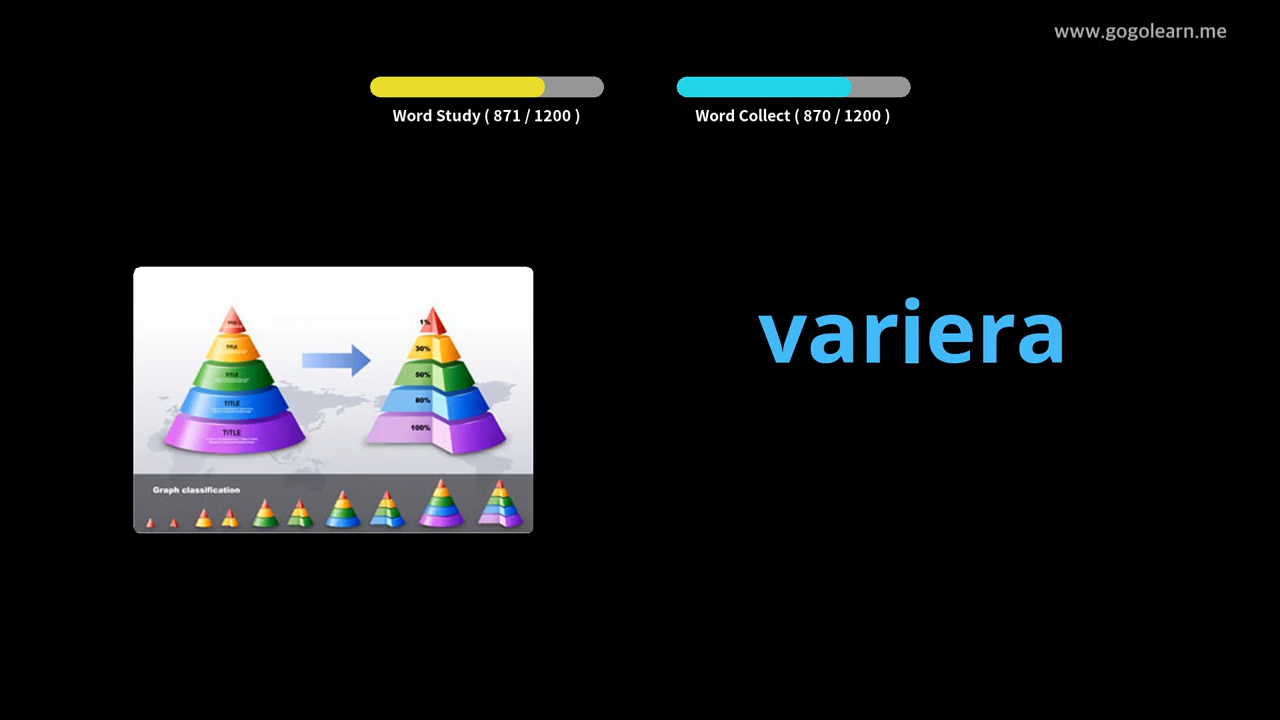 www.gogolearn.me
Word Study ( 871 / 1200 )
Word Collect ( 870 / 1200 )
variera
TITLE
TITLE
TITLE
TITLE
1%
30%
50%
80%
100%
Graph classification